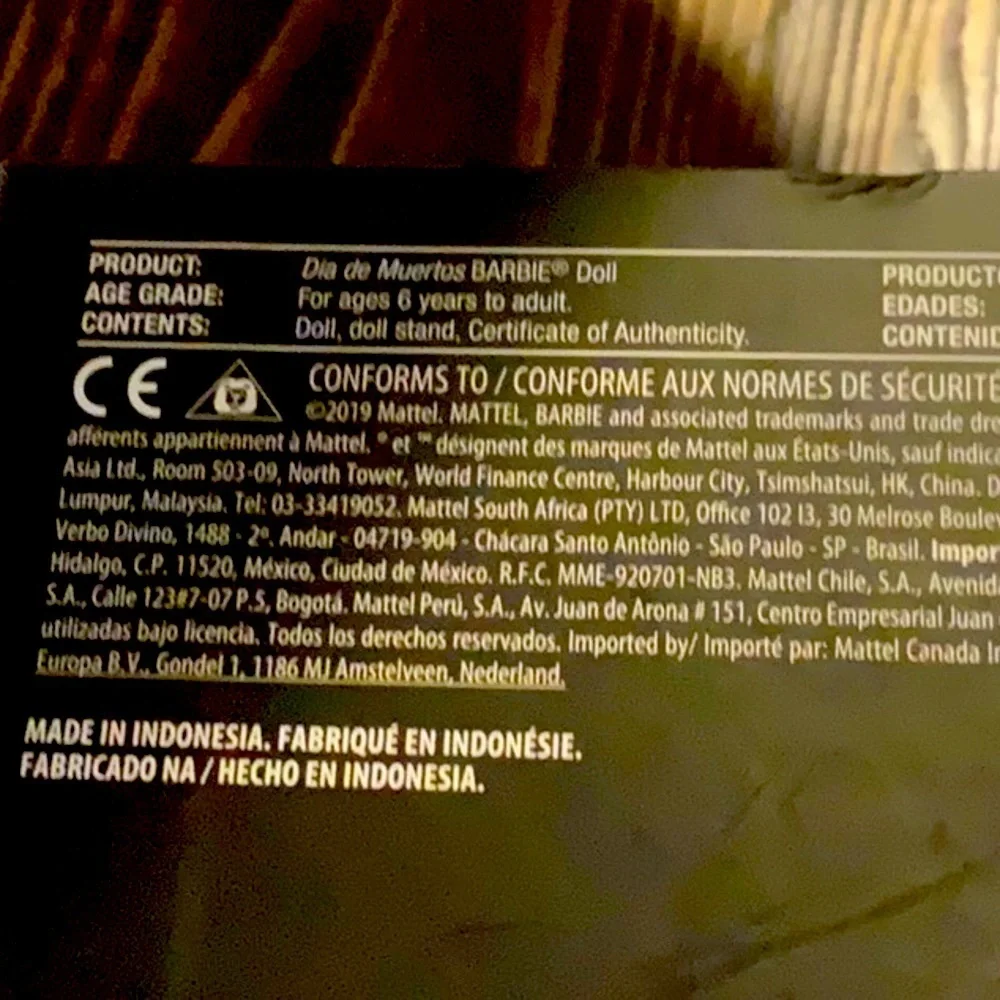 PRODUCT: Dia de Muertos BARBIE® Doll PRODUCT
AGE GRADE: For ages 6 years to adult. EDADES:
CONTENTS: Doll, doll stand, Certificate of Authenticity. CONTENID
CE CONFORMS TO / CONFORME AUX NORMES DE SÉCURITÉ
©2019 Mattel. MATTEL, BARBIE and associated trademarks and trade dre
afférents appartiennent à Mattel. ® et ™ désignent des marques de Mattel aux États-Unis, sauf indica
Asia Ltd., Room 503-09, North Tower, World Finance Centre, Harbour City, Tsimshatsui, HK, China. D
Lumpur, Malaysia. Tel: 03-33419052. Mattel South Africa (PTY) LTD, Office 102 I3, 30 Melrose Boulev
Verbo Divino, 1488 - 2º. Andar - 04719-904 - Chácara Santo Antônio - São Paulo - SP - Brasil. Impor
Hidalgo, C.P. 11520, México, Ciudad de México. R.F.C. MME-920701-NB3. Mattel Chile, S.A., Avenid
S.A., Calle 123#7-07 P.5, Bogotá. Mattel Perú, S.A., Av. Juan de Arona # 151, Centro Empresarial Juan
utilizadas bajo licencia. Todos los derechos reservados. Imported by/ Importé par: Mattel Canada In
Europa B.V., Gondel 1, 1186 MJ Amstelveen, Nederland.
MADE IN INDONESIA. FABRIQUÉ EN INDONÉSIE.
FABRICADO NA / HECHO EN INDONESIA.